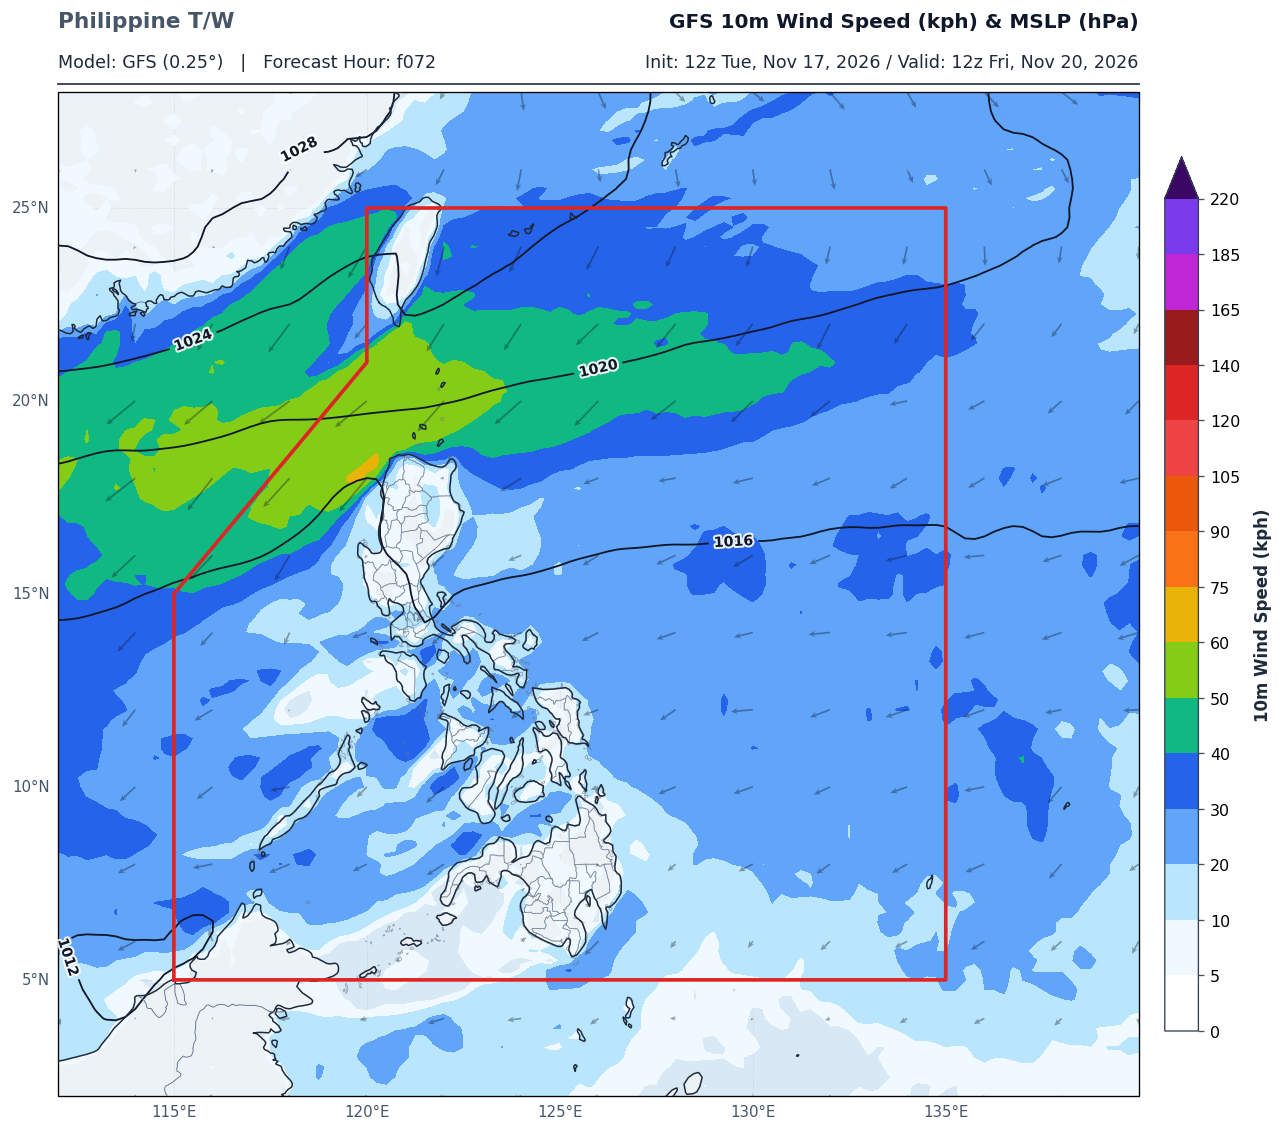 Philippine T/W
GFS 10m Wind Speed (kph) & MSLP (hPa)
Model: GFS (0.25°)   |   Forecast Hour: f072
Init: 12z Tue, Nov 17, 2026 / Valid: 12z Fri, Nov 20, 2026
1028
1024
1020
1016
1012
25°N
20°N
15°N
10°N
5°N
115°E
120°E
125°E
130°E
135°E
220
185
165
140
120
105
90
75
60
50
40
30
20
10
5
0
10m Wind Speed (kph)